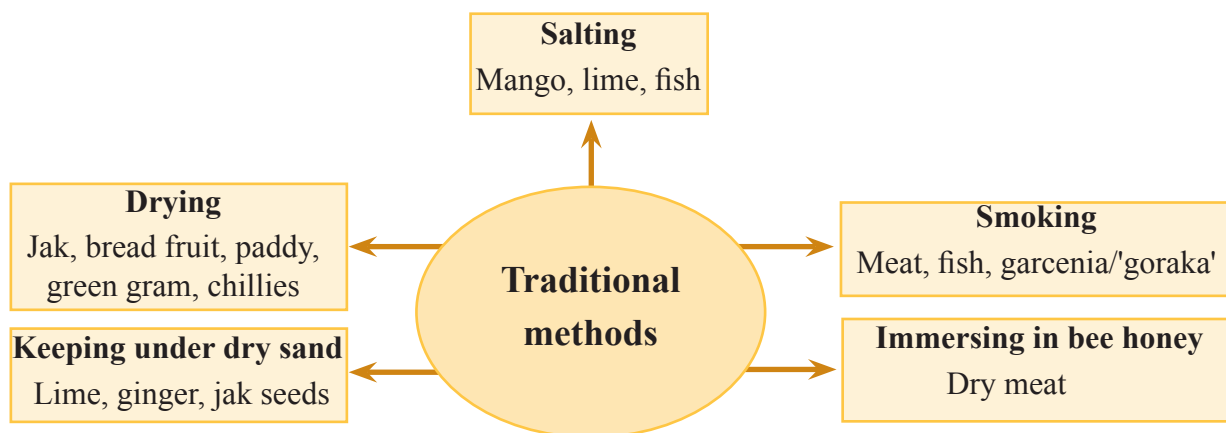 Salting
Mango, lime, fish
Drying
Jak, bread fruit, paddy,
green gram, chillies
Smoking
Meat, fish, garcenia/'goraka'
Traditional
methods
Keeping under dry sand
Lime, ginger, jak seeds
Immersing in bee honey
Dry meat